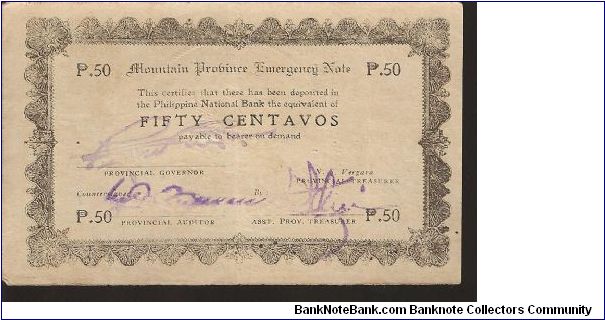 ₱.50 Mountain Province Emergency Note ₱.50
This certifies that there has been deposited in
the Philippine National Bank the equivalent of
FIFTY CENTAVOS
payable to bearer on demand
Vergara
PROVINCIAL GOVERNOR PROVINCIAL TREASURER
Countersigned By
₱.50 PROVINCIAL AUDITOR ASST. PROV. TREASURER ₱.50
BankNoteBank.com Banknote Collectors Community